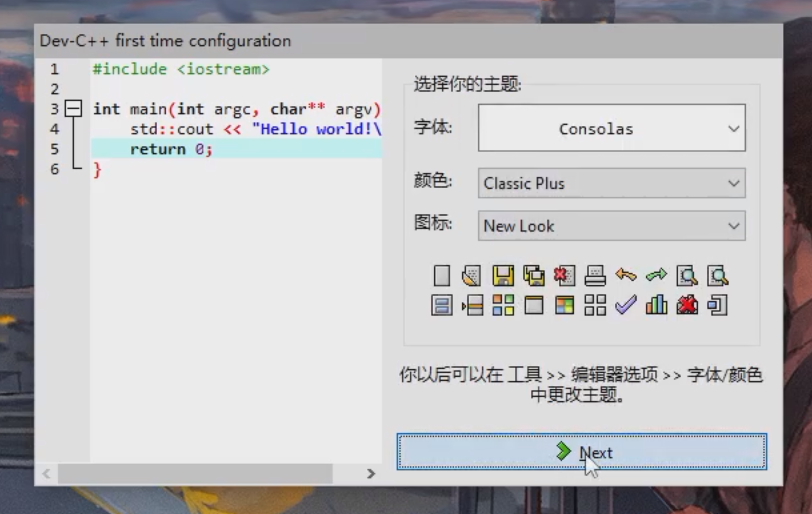 Dev-C++ first time configuration
1 #include <iostream>
2
3 int main(int argc, char** argv)
4 std::cout << "Hello world!\
5 return 0;
6 }
选择你的主题:
字体: Consolas
颜色: Classic Plus
图标: New Look
你以后可以在 工具 >> 编辑器选项 >> 字体/颜色
中更改主题。
Next